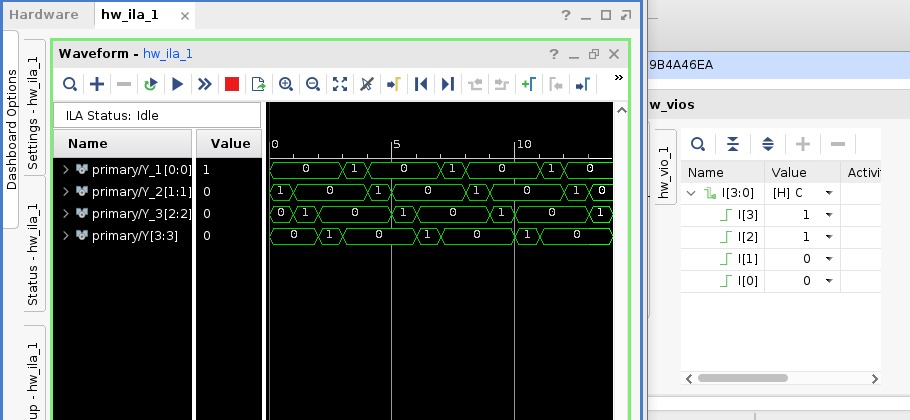 Hardware hw_ila_1 × ?
Dashboard Options
Settings - hw_ila_1
Status - hw_ila_1
up - hw_ila_1
Waveform - hw_ila_1 ?
ILA Status: Idle
Name Value
0 5 10
primary/Y_1[0:0] 1 0 1 0 1 0 1 0
primary/Y_2[1:1] 0 1 0 1 0 1 0 1 0
primary/Y_3[2:2] 0 0 1 0 1 0 1 0 1
primary/Y[3:3] 0 0 1 0 1 0 1 0
9B4A46EA
w_vios
hw_vio_1
Name Value Activi
I[3:0] [H] C
I[3] 1
I[2] 1
I[1] 0
I[0] 0